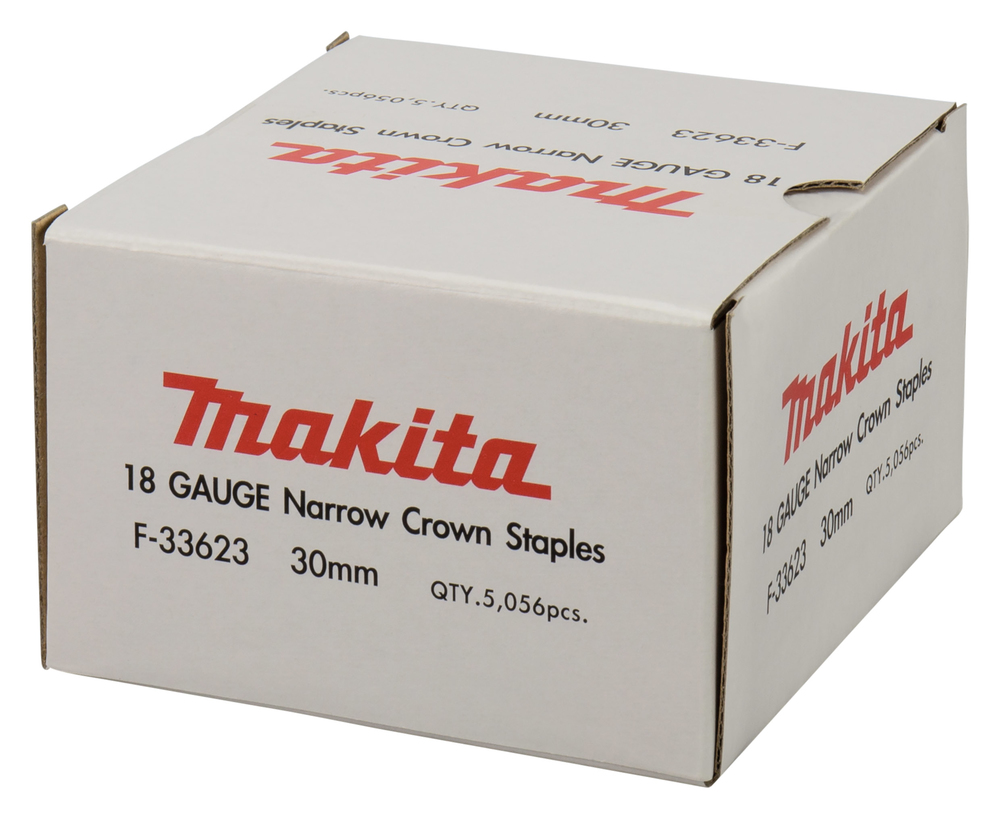 QTY.5,056pcs. 30mm F-33623
18 GAUGE Narrow Crown Staples
Makita
Makita
18 GAUGE Narrow Crown Staples
F-33623 30mm QTY.5,056pcs.
Makita
18 GAUGE Narrow Crown Staples
F-33623 30mm QTY.5,056pcs.